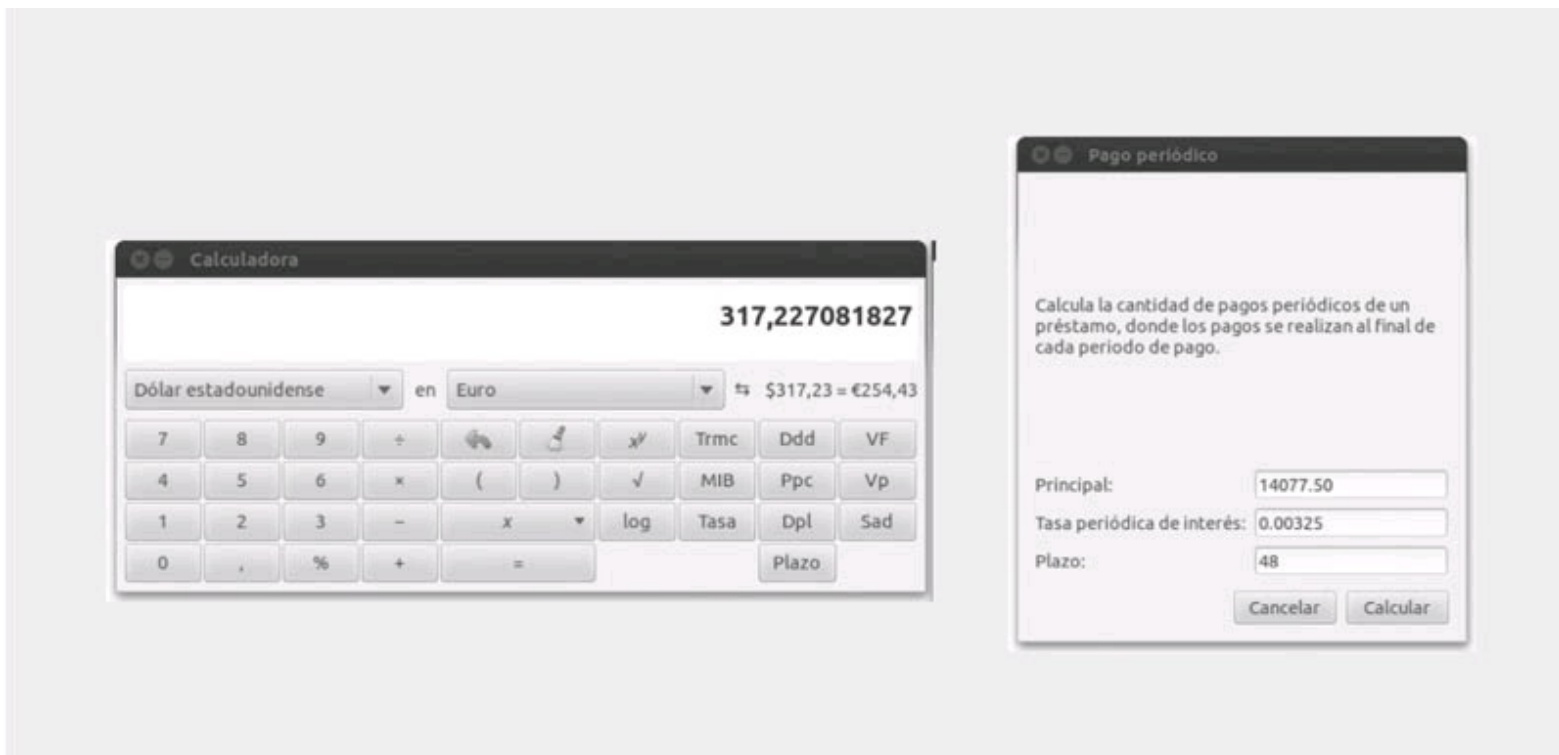 Calculadora
317,227081827
Dólar estadounidense en Euro $317,23 = €254,43
7 8 9 ÷ xʸ Trmc Ddd VF
4 5 6 × ( ) √ MIB Ppc Vp
1 2 3 − x log Tasa Dpl Sad
0 , % + = Plazo
Pago periódico
Calcula la cantidad de pagos periódicos de un
préstamo, donde los pagos se realizan al final de
cada periodo de pago.
Principal: 14077.50
Tasa periódica de interés: 0.00325
Plazo: 48
Cancelar Calcular